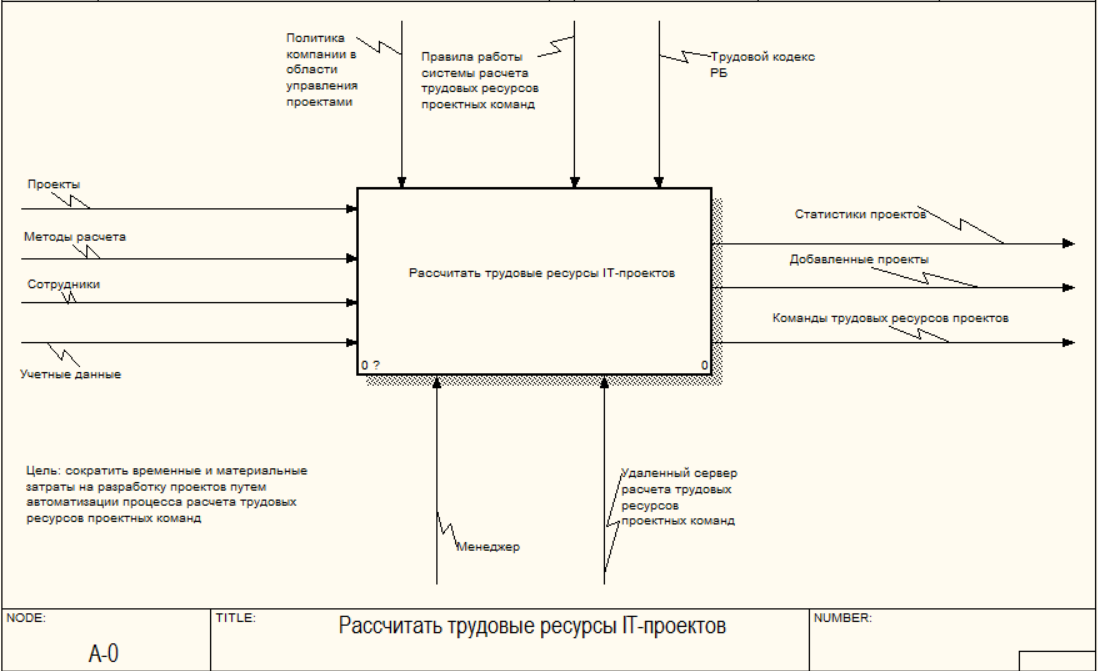 Политика
компании в
области
управления
проектами
Правила работы
системы расчета
трудовых ресурсов
проектных команд
Трудовой кодекс
РБ
Проекты
Методы расчета
Сотрудники
Учетные данные
Рассчитать трудовые ресурсы IT-проектов
0 ?
0
Статистики проектов
Добавленные проекты
Команды трудовых ресурсов проектов
Цель: сократить временные и материальные
затраты на разработку проектов путем
автоматизации процесса расчета трудовых
ресурсов проектных команд
Менеджер
Удаленный сервер
расчета трудовых
ресурсов
проектных команд
NODE:
A-0
TITLE:
Рассчитать трудовые ресурсы IT-проектов
NUMBER: